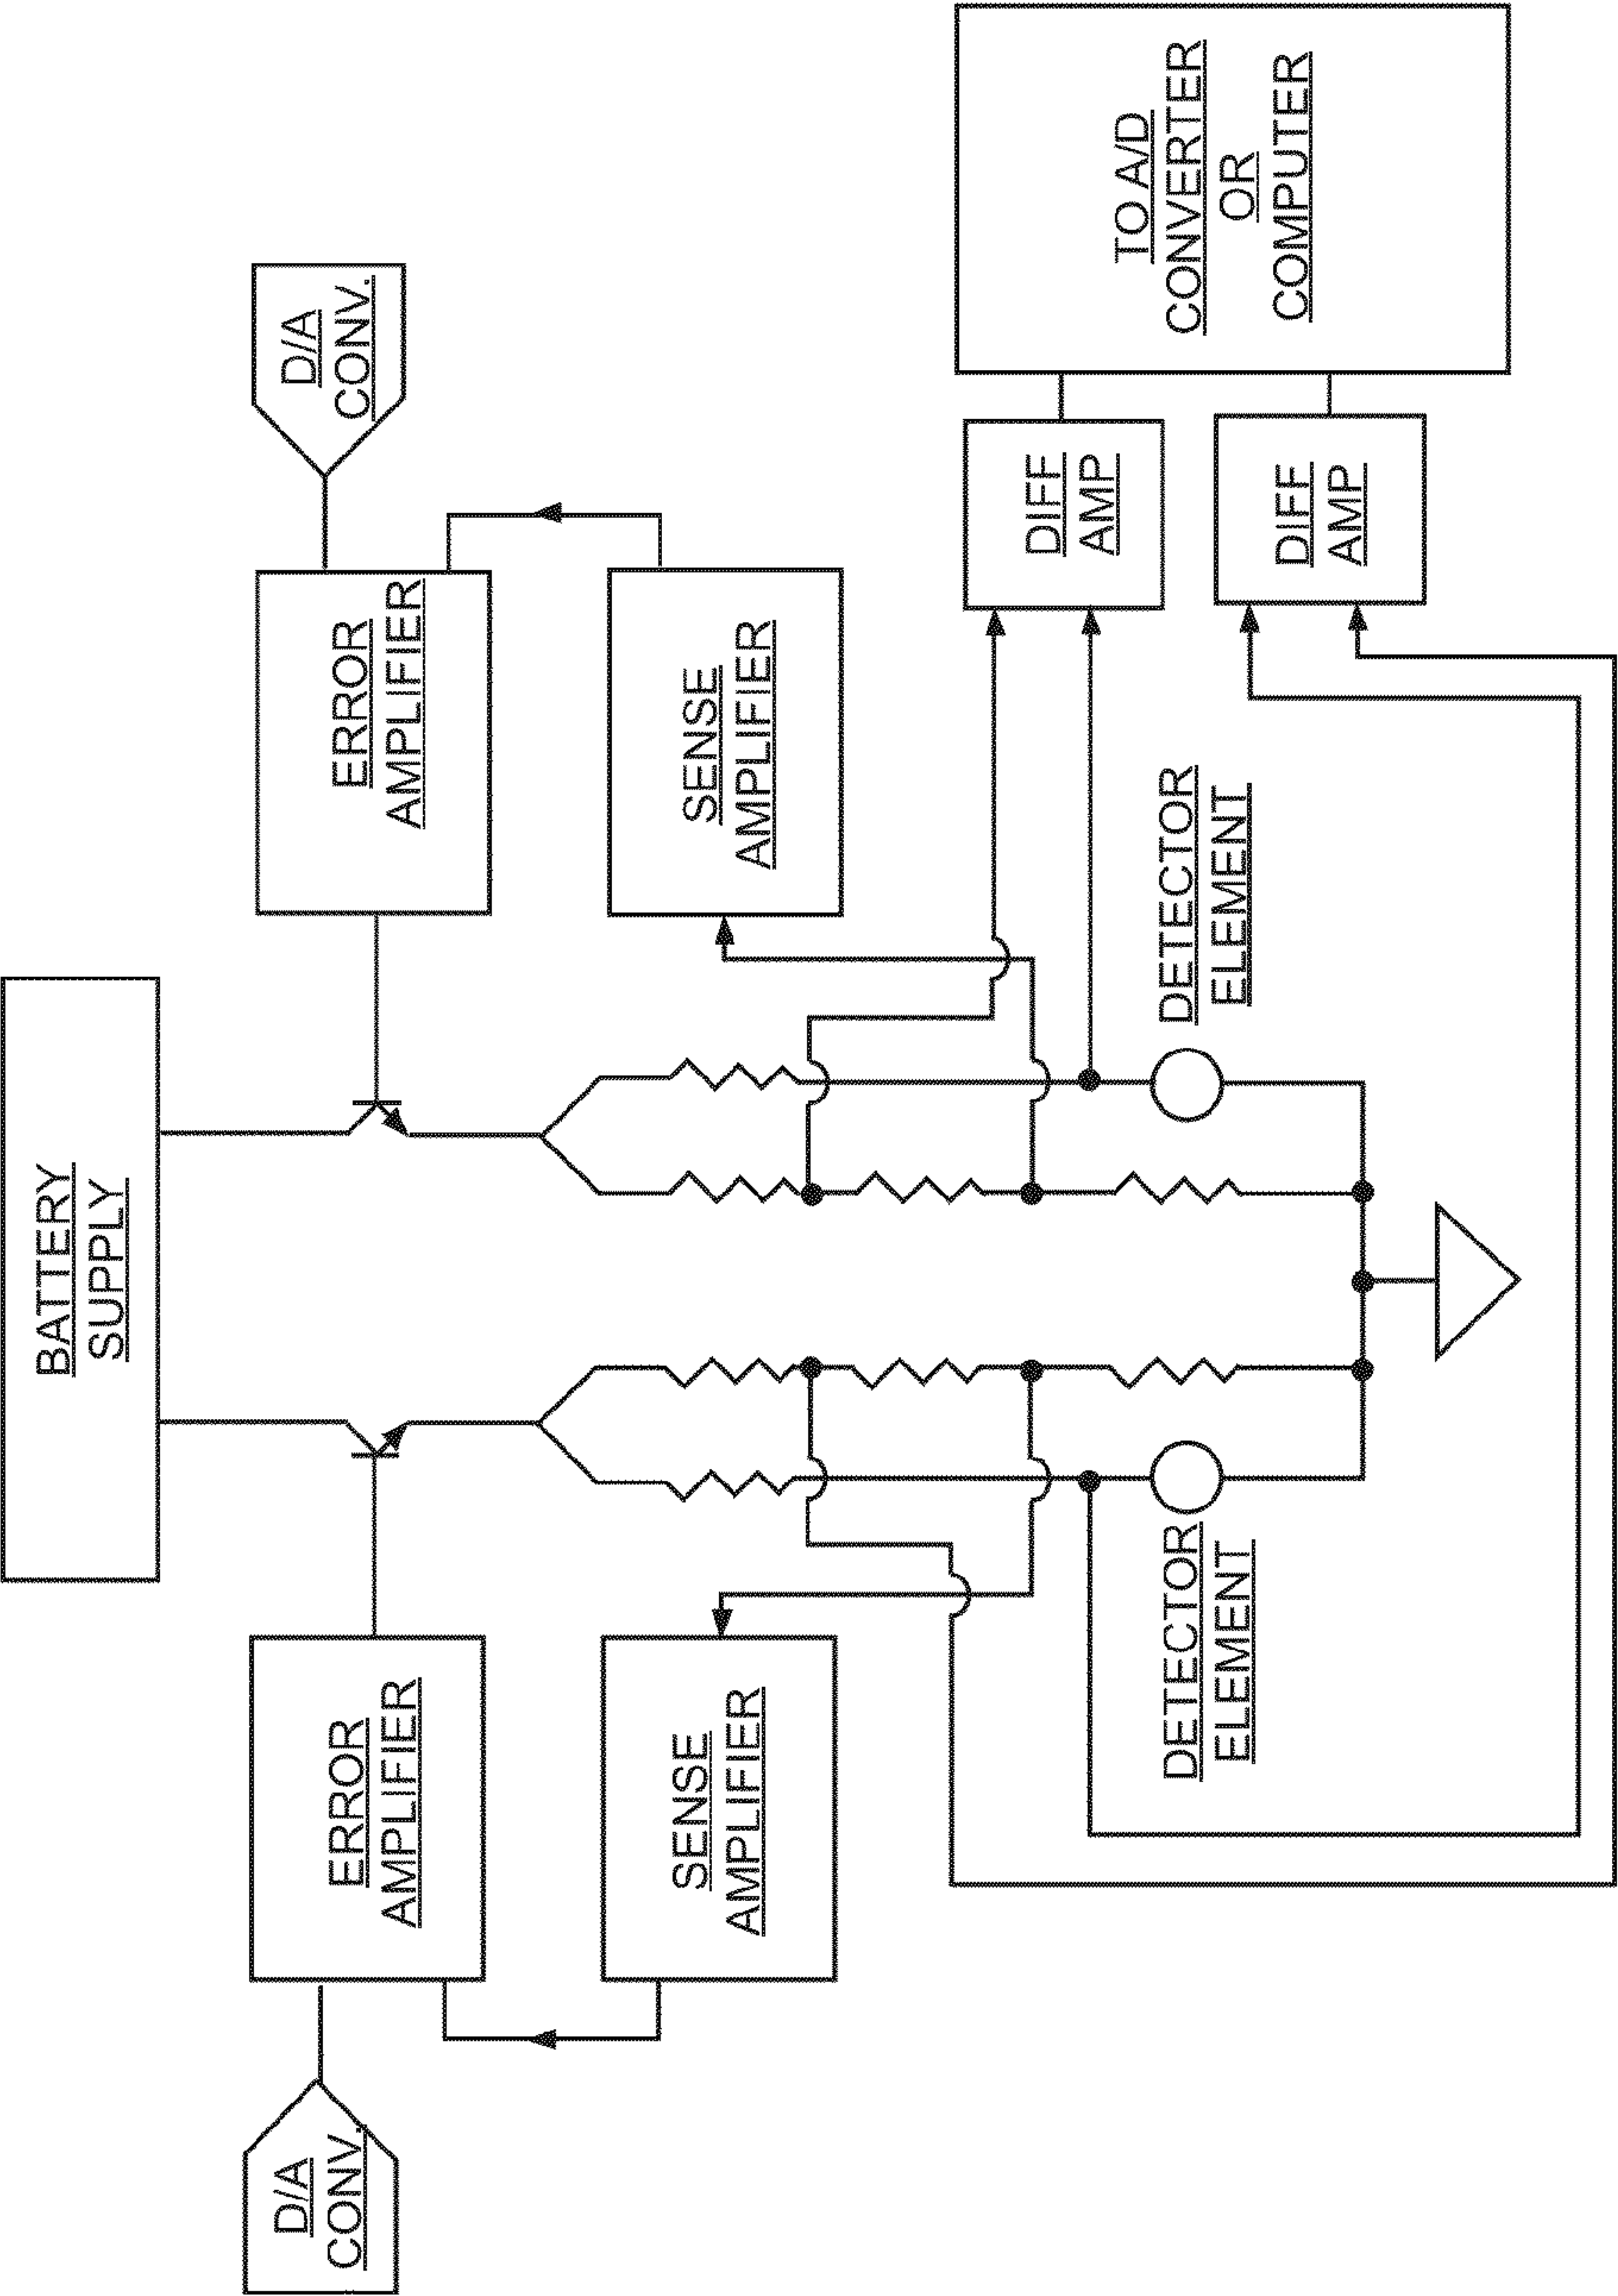 BATTERY
SUPPLY
D/A
CONV.
ERROR
AMPLIFIER
ERROR
AMPLIFIER
D/A
CONV.
SENSE
AMPLIFIER
SENSE
AMPLIFIER
DETECTOR
ELEMENT
DETECTOR
ELEMENT
DIFF
AMP
DIFF
AMP
TO A/D
CONVERTER
OR
COMPUTER